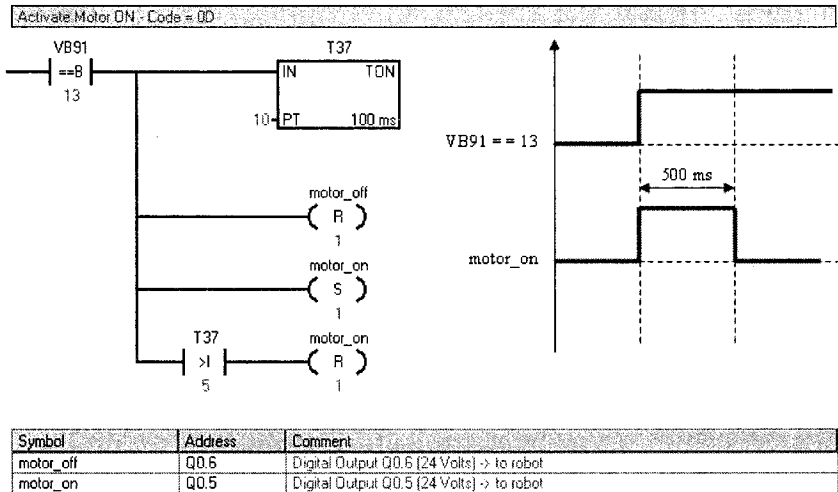 Activate Motor ON - Code = 0D
VB91
==B
13
T37
IN TON
10 PT 100 ms
motor_off
R
1
motor_on
S
1
T37
>I
5
motor_on
R
1
VB91 == 13
500 ms
motor_on
Symbol Address Comment
motor_off Q0.6 Digital Output Q0.6 (24 Volts) -> to robot
motor_on Q0.5 Digital Output Q0.5 (24 Volts) -> to robot